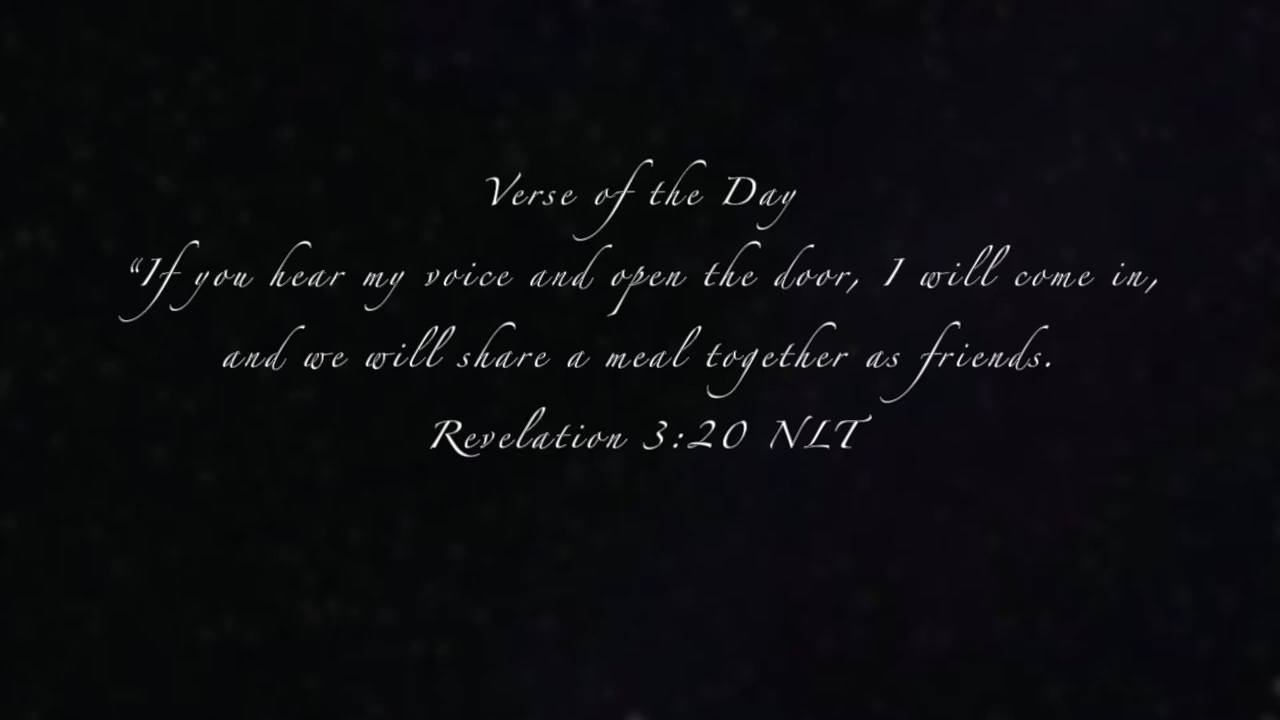 Verse of the Day
“If you hear my voice and open the door, I will come in,
and we will share a meal together as friends.
Revelation 3:20 NLT